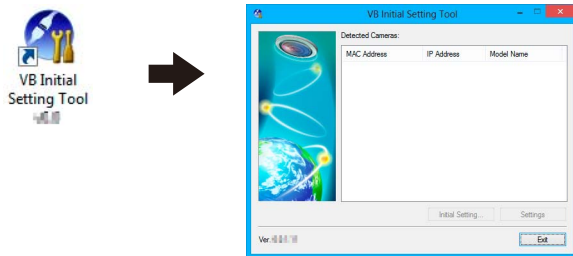 VB Initial
Setting Tool
VB Initial Setting Tool
Detected Cameras:
MAC Address IP Address Model Name
Initial Setting... Settings
Ver.
Exit